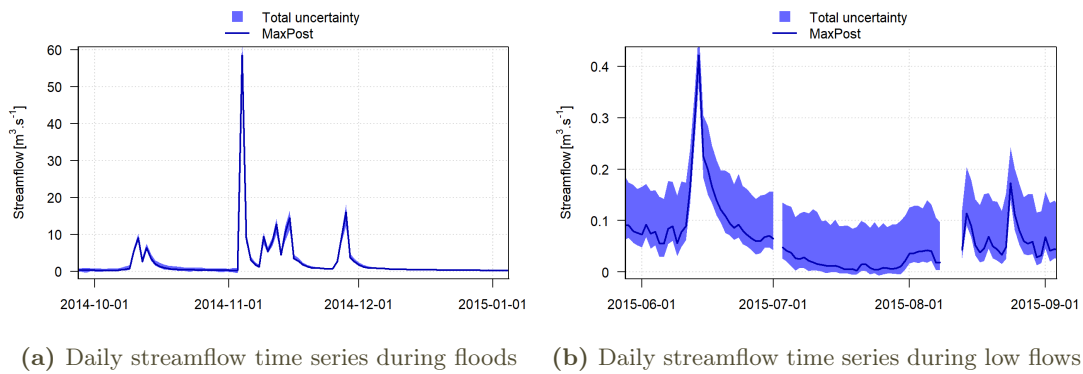 Total uncertainty
MaxPost
Streamflow [m³.s⁻¹]
60
50
40
30
20
10
0
2014-10-01 2014-11-01 2014-12-01 2015-01-01
(a) Daily streamflow time series during floods
Total uncertainty
MaxPost
Streamflow [m³.s⁻¹]
0.4
0.3
0.2
0.1
0
2015-06-01 2015-07-01 2015-08-01 2015-09-01
(b) Daily streamflow time series during low flows